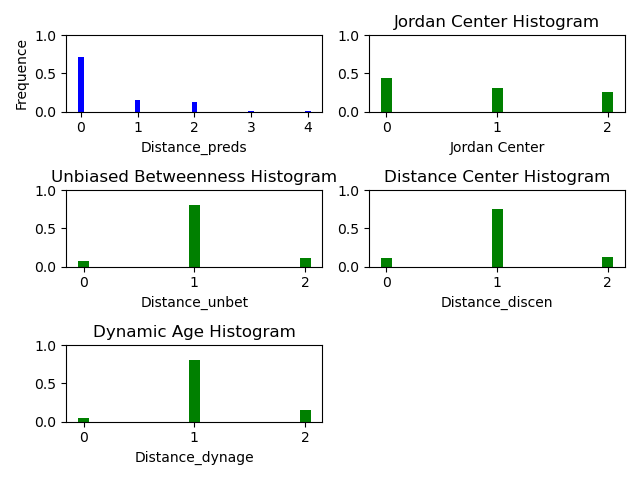 1.0
0.5
0.0
Frequence
0 1 2 3 4
Distance_preds
Jordan Center Histogram
1.0
0.5
0.0
0 1 2
Jordan Center
Unbiased Betweenness Histogram
1.0
0.5
0.0
0 1 2
Distance_unbet
Distance Center Histogram
1.0
0.5
0.0
0 1 2
Distance_discen
Dynamic Age Histogram
1.0
0.5
0.0
0 1 2
Distance_dynage